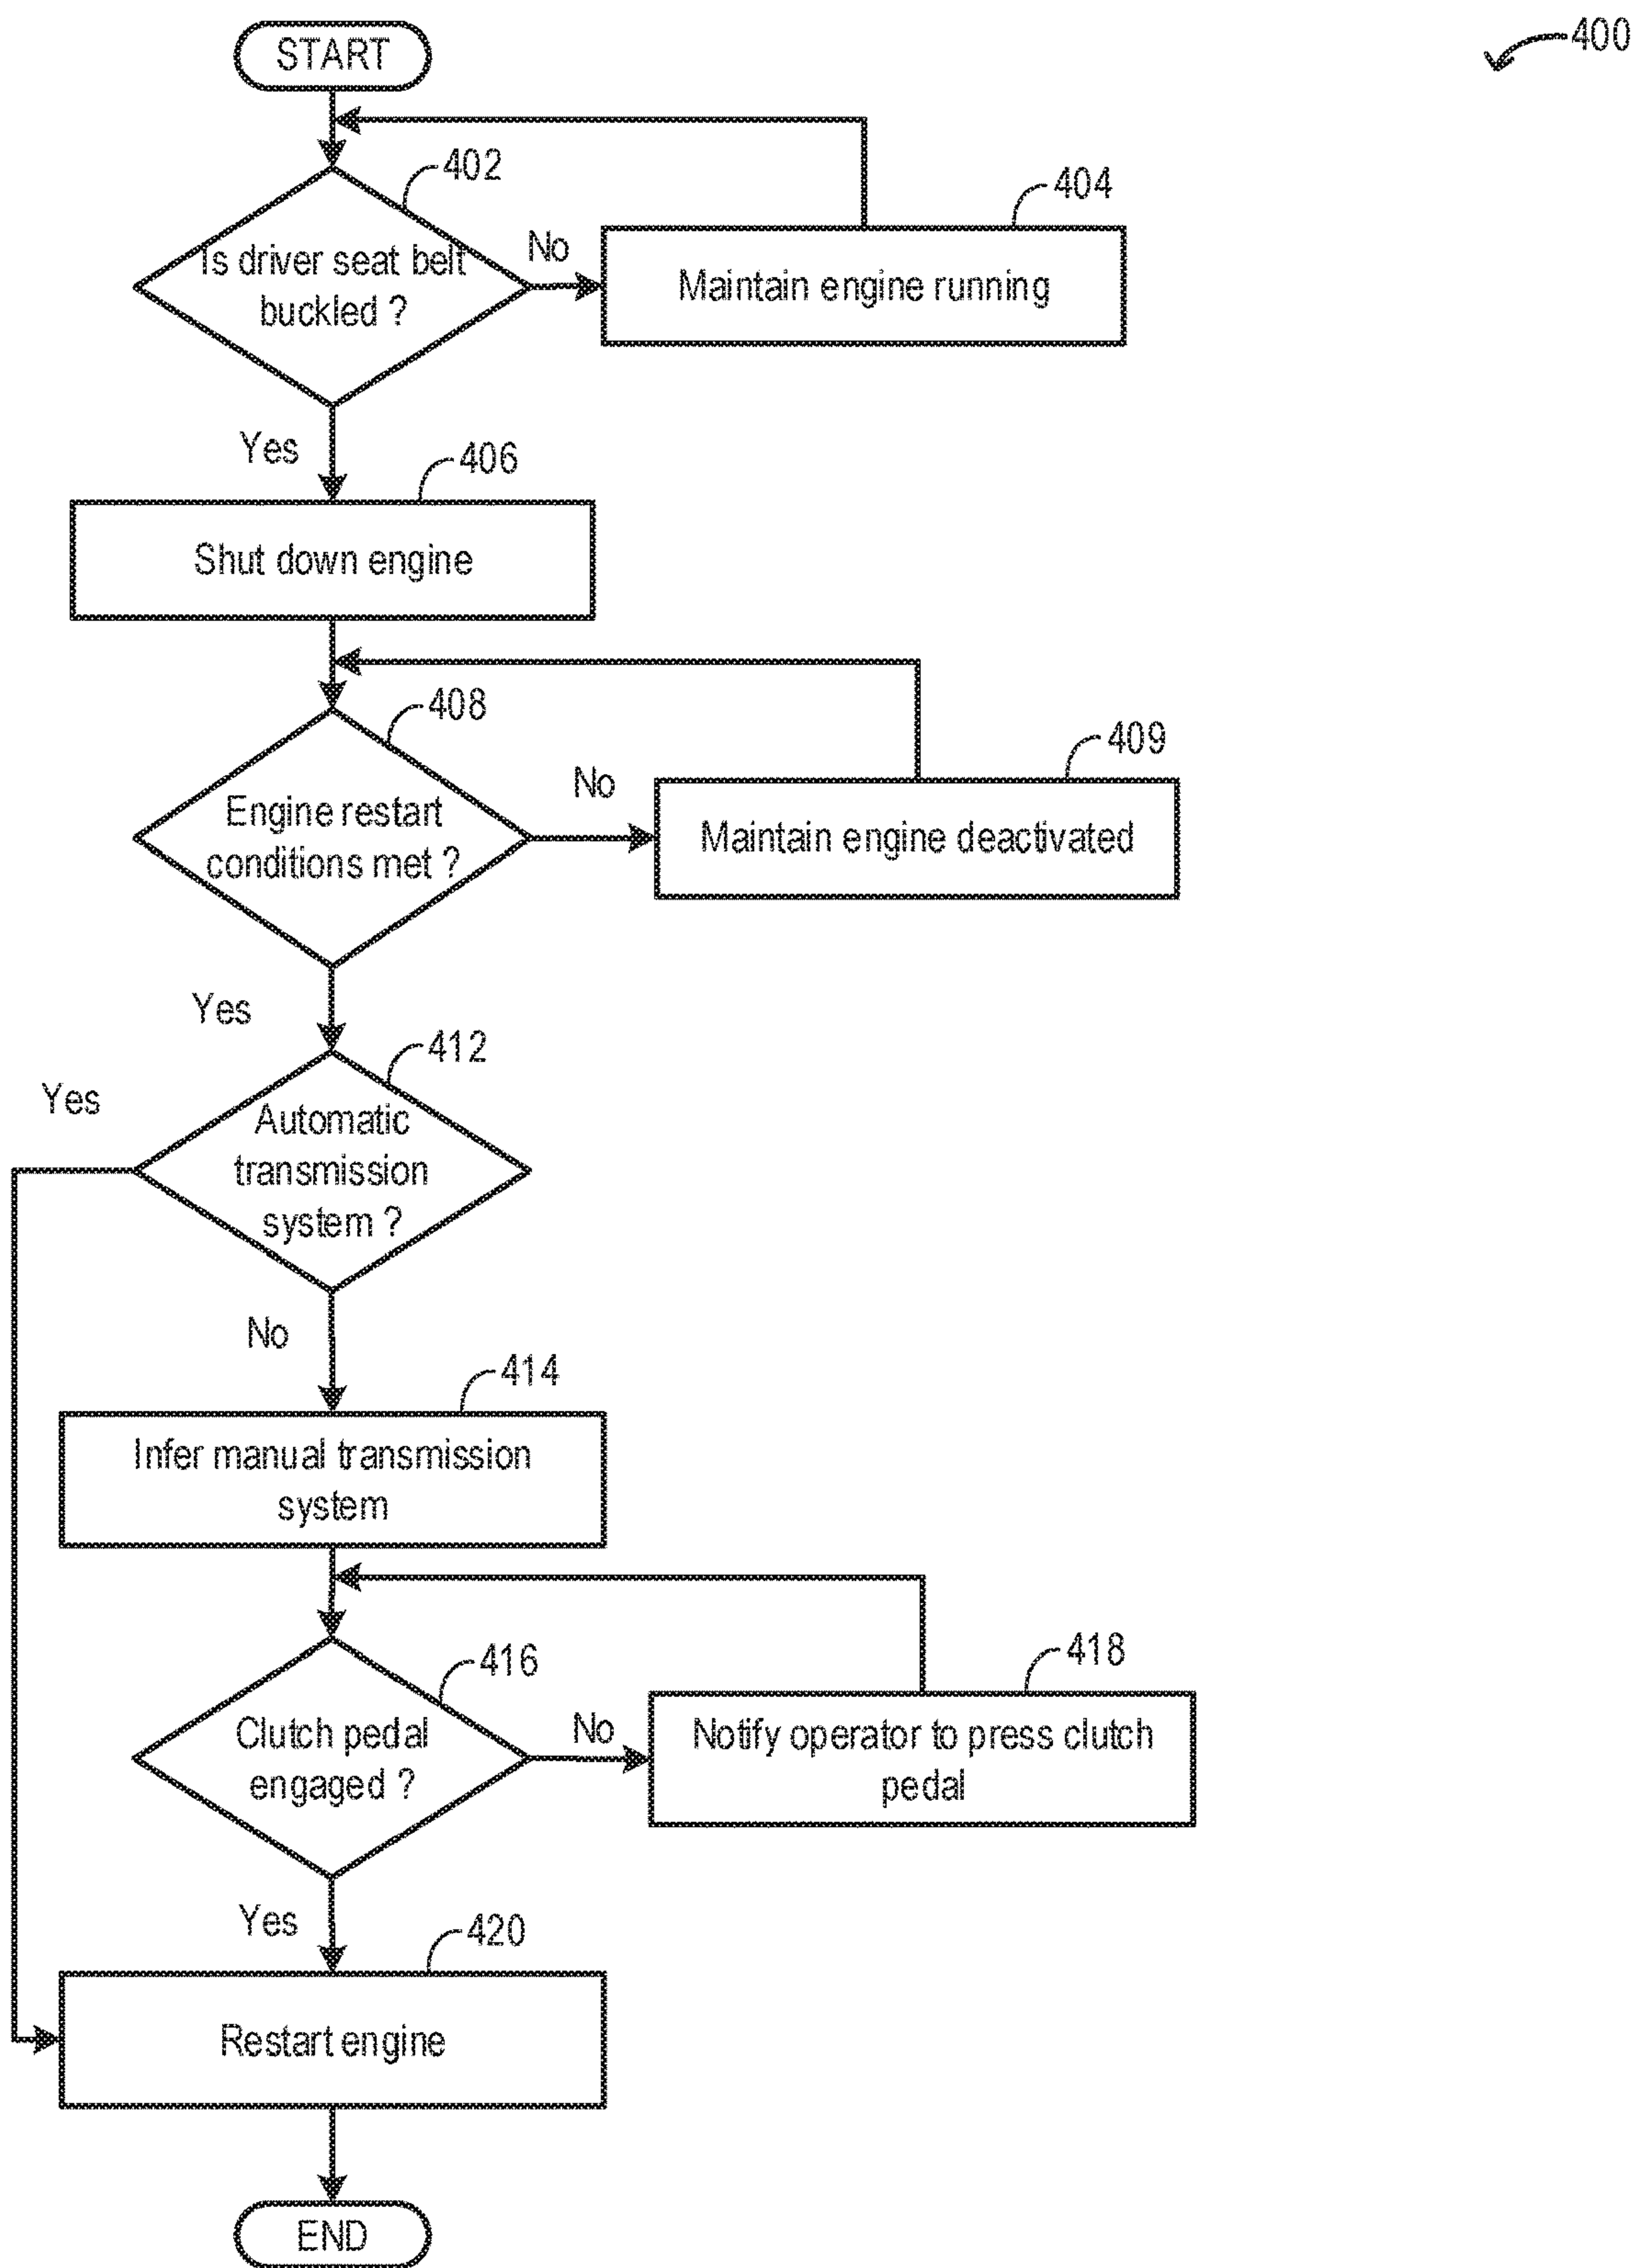 START
400
402
404
Is driver seat belt
buckled ?
No
Maintain engine running
Yes
406
Shut down engine
408
409
Engine restart
conditions met ?
No
Maintain engine deactivated
Yes
412
Yes
Automatic
transmission
system ?
No
414
Infer manual transmission
system
416
418
Clutch pedal
engaged ?
No
Notify operator to press clutch
pedal
Yes
420
Restart engine
END